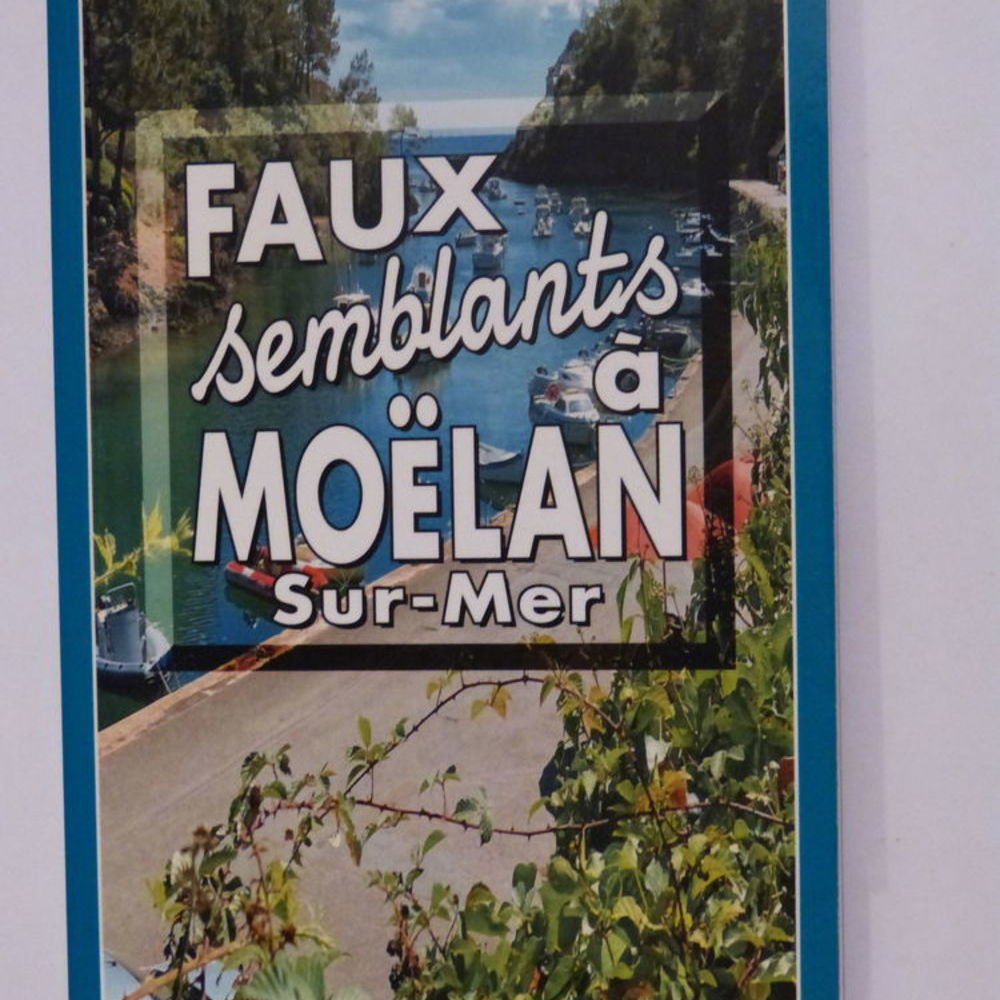 FAUX
semblants
à
MOËLAN
Sur-Mer